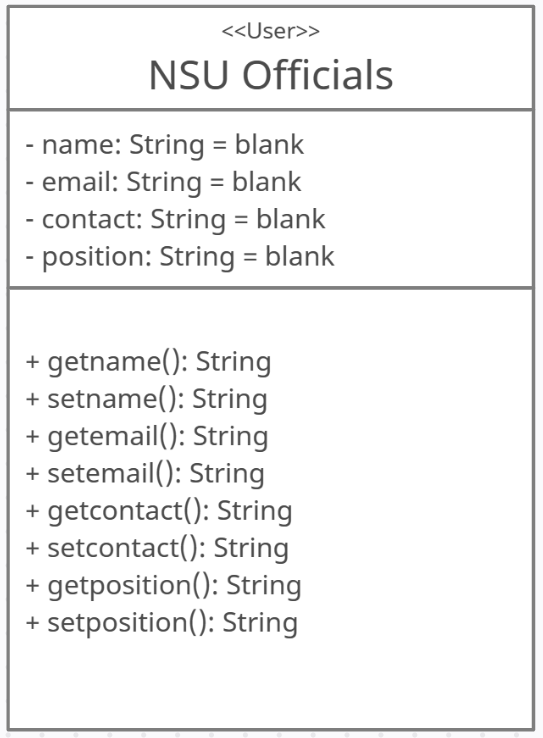 <<User>>
NSU Officials
- name: String = blank
- email: String = blank
- contact: String = blank
- position: String = blank
+ getname(): String
+ setname(): String
+ getemail(): String
+ setemail(): String
+ getcontact(): String
+ setcontact(): String
+ getposition(): String
+ setposition(): String